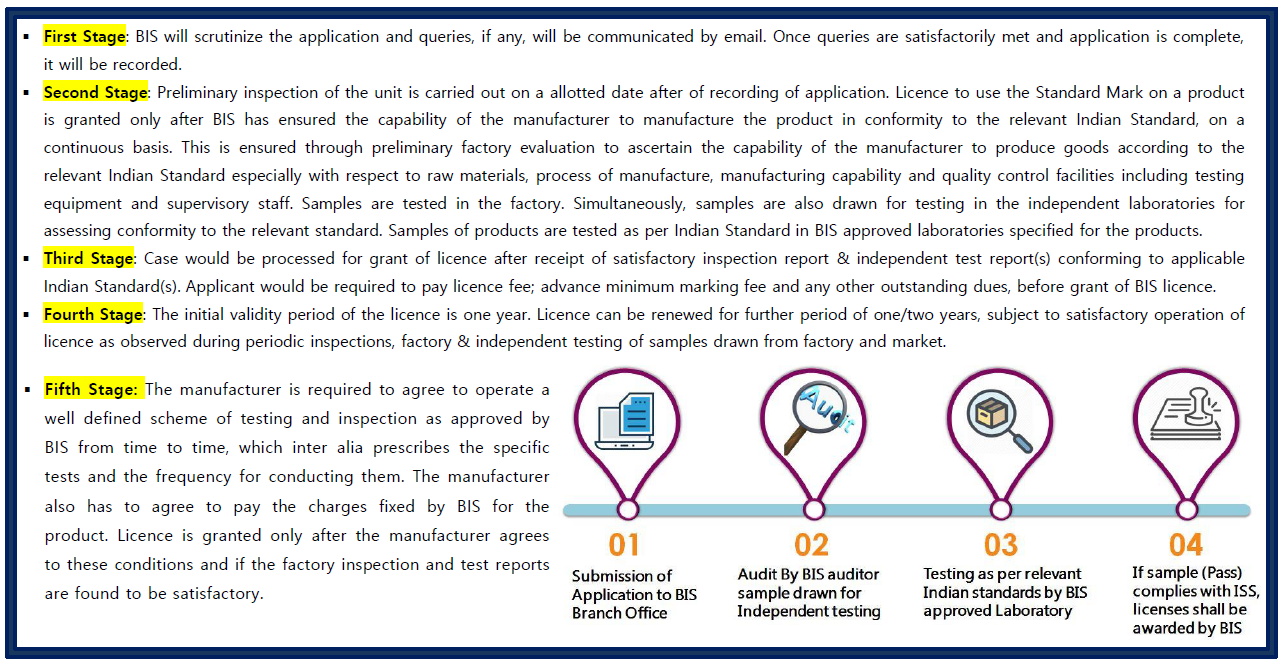 ▪ First Stage: BIS will scrutinize the application and queries, if any, will be communicated by email. Once queries are satisfactorily met and application is complete,
it will be recorded.
▪ Second Stage: Preliminary inspection of the unit is carried out on a allotted date after of recording of application. Licence to use the Standard Mark on a product
is granted only after BIS has ensured the capability of the manufacturer to manufacture the product in conformity to the relevant Indian Standard, on a
continuous basis. This is ensured through preliminary factory evaluation to ascertain the capability of the manufacturer to produce goods according to the
relevant Indian Standard especially with respect to raw materials, process of manufacture, manufacturing capability and quality control facilities including testing
equipment and supervisory staff. Samples are tested in the factory. Simultaneously, samples are also drawn for testing in the independent laboratories for
assessing conformity to the relevant standard. Samples of products are tested as per Indian Standard in BIS approved laboratories specified for the products.
▪ Third Stage: Case would be processed for grant of licence after receipt of satisfactory inspection report & independent test report(s) conforming to applicable
Indian Standard(s). Applicant would be required to pay licence fee; advance minimum marking fee and any other outstanding dues, before grant of BIS licence.
▪ Fourth Stage: The initial validity period of the licence is one year. Licence can be renewed for further period of one/two years, subject to satisfactory operation of
licence as observed during periodic inspections, factory & independent testing of samples drawn from factory and market.
▪ Fifth Stage: The manufacturer is required to agree to operate a
well defined scheme of testing and inspection as approved by
BIS from time to time, which inter alia prescribes the specific
tests and the frequency for conducting them. The manufacturer
also has to agree to pay the charges fixed by BIS for the
product. Licence is granted only after the manufacturer agrees
to these conditions and if the factory inspection and test reports
are found to be satisfactory.
Audit
01
Submission of
Application to BIS
Branch Office
02
Audit By BIS auditor
sample drawn for
Independent testing
03
Testing as per relevant
Indian standards by BIS
approved Laboratory
04
If sample (Pass)
complies with ISS,
licenses shall be
awarded by BIS